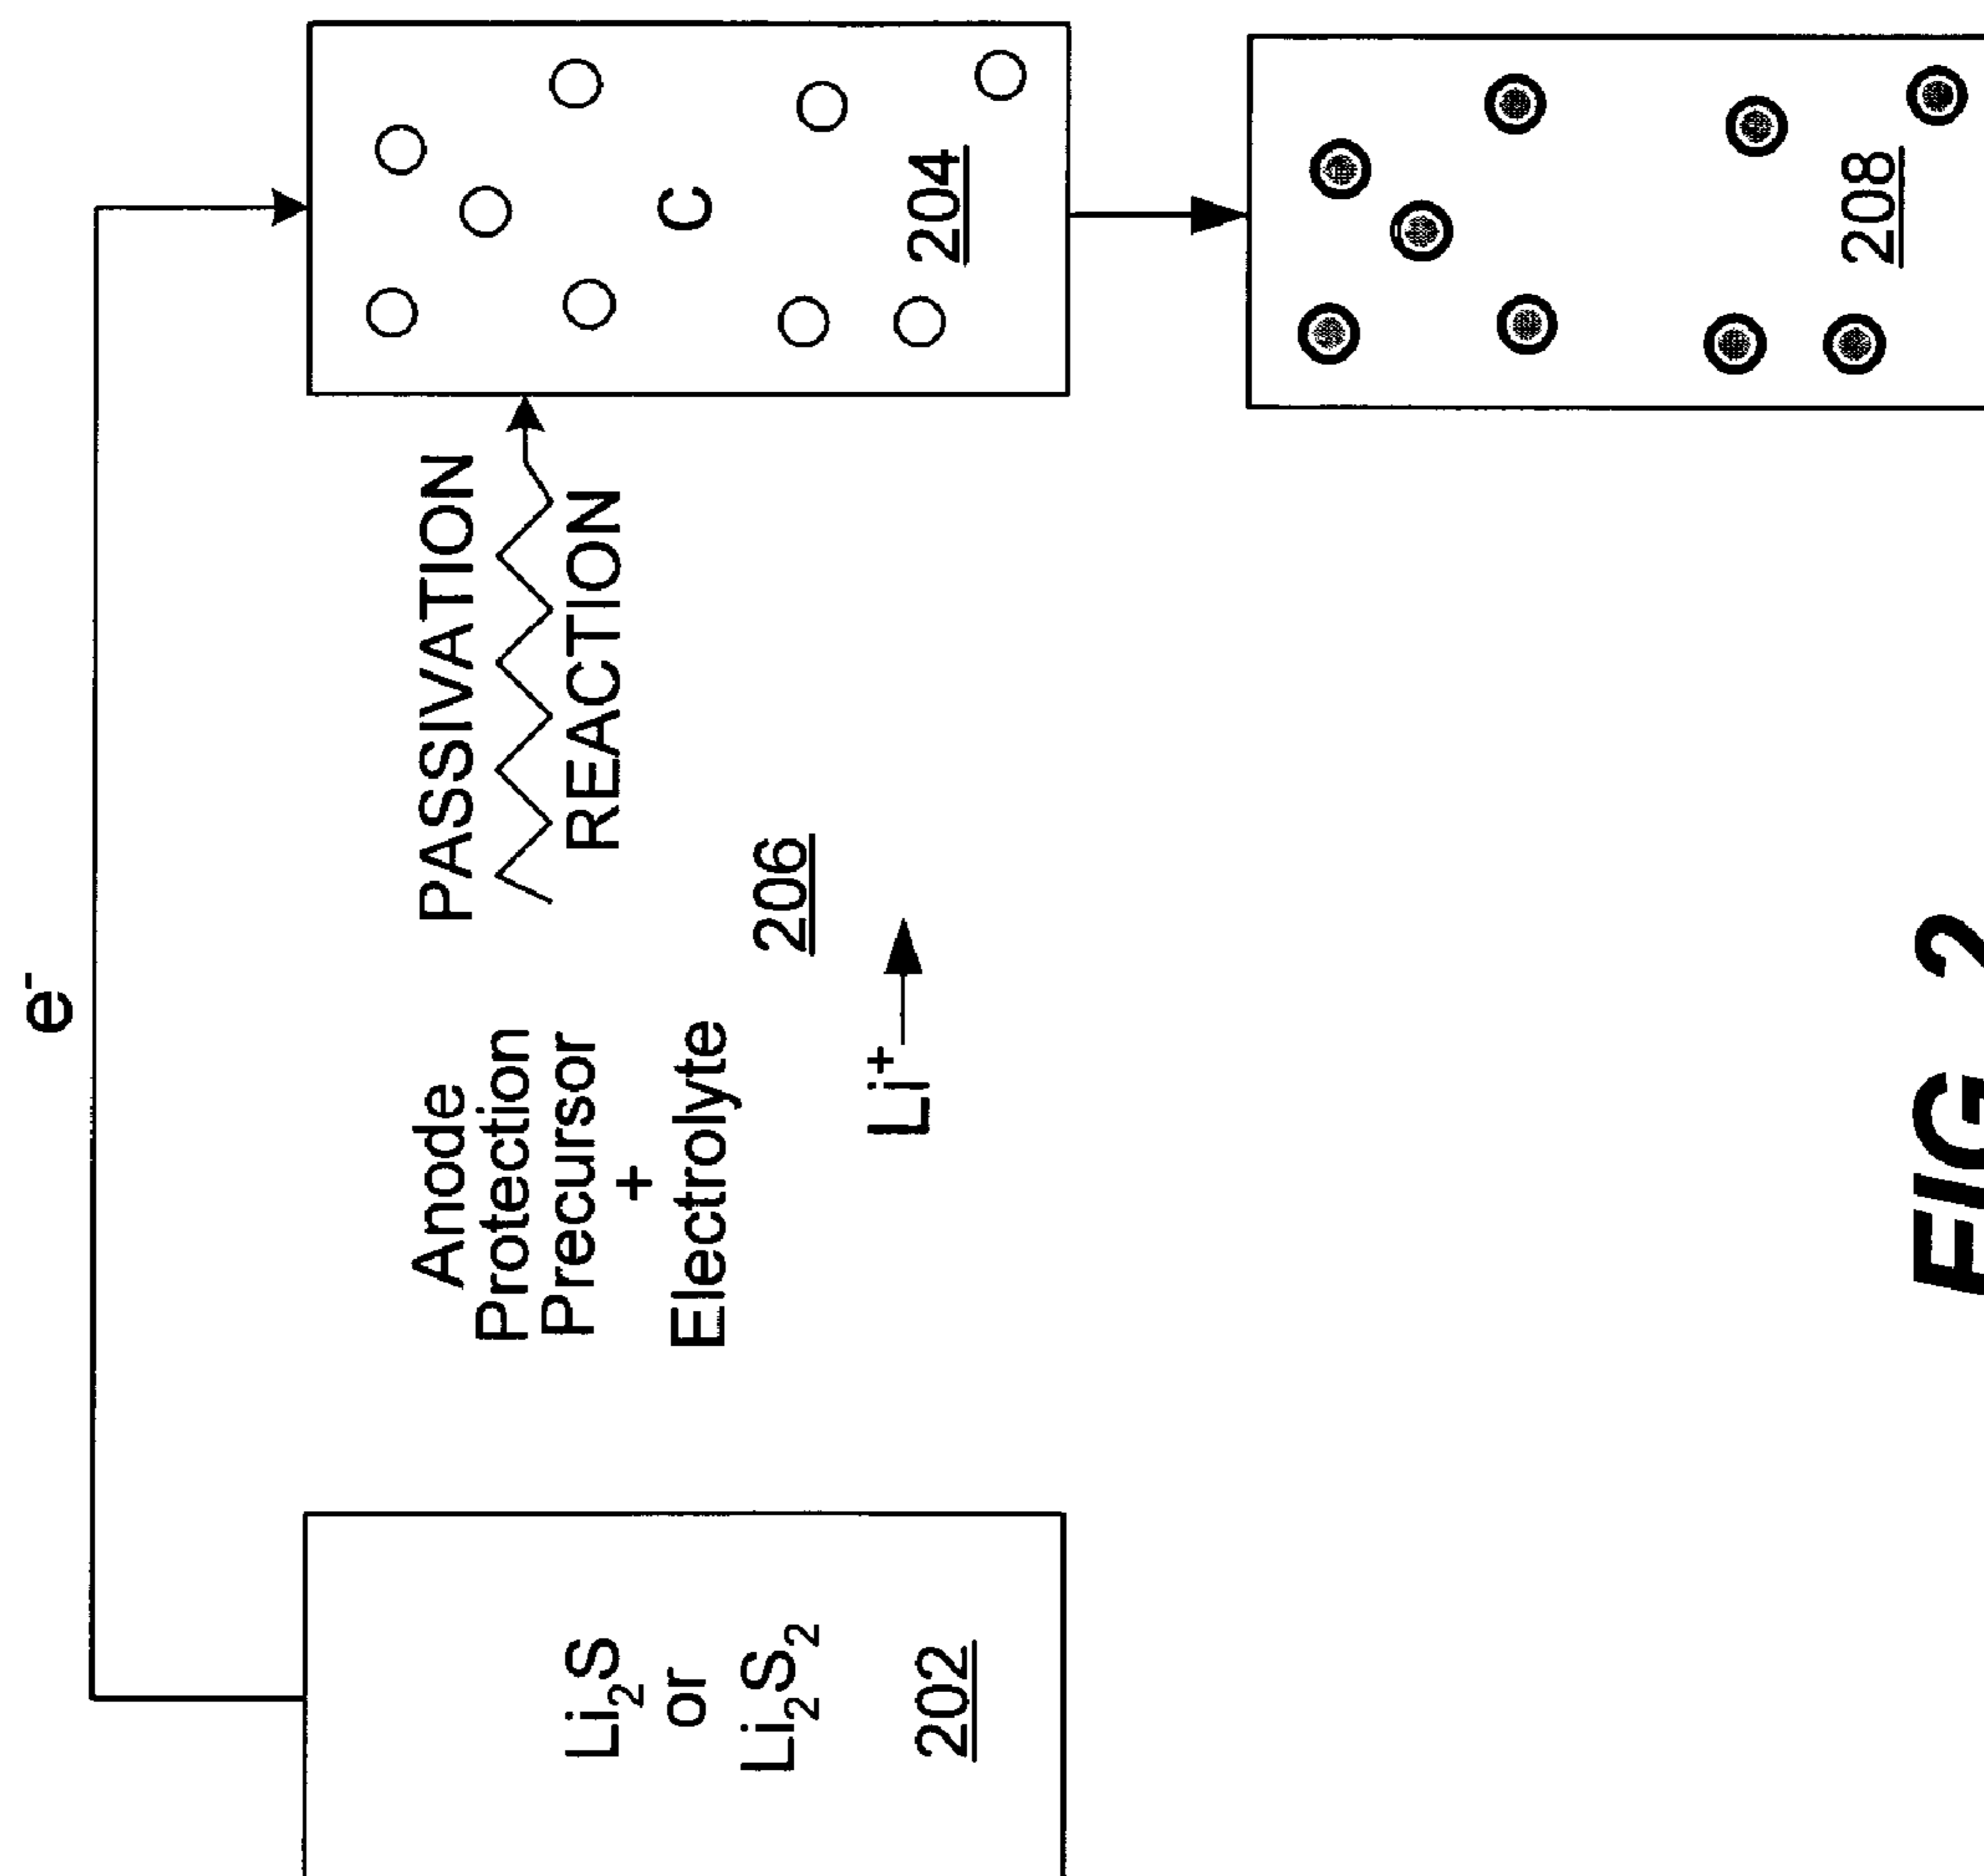 e⁻
PASSIVATION
REACTION
C
204
Anode
Protection
Precursor
+
Electrolyte
206
Li⁺
Li₂S
or
Li₂S₂
202
208
FIG 2